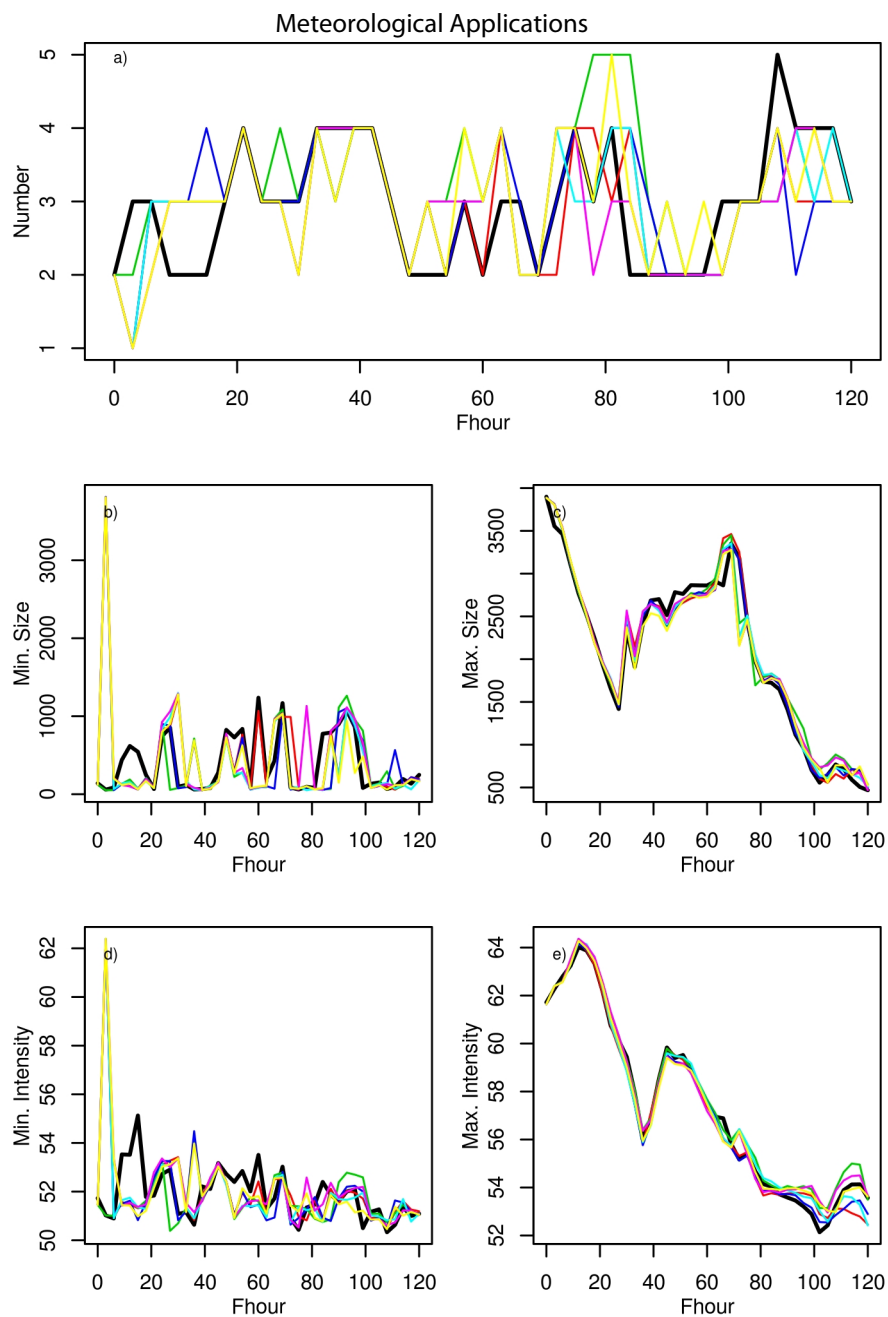 Meteorological Applications
a)
Number
5
4
3
2
1
0 20 40 60 80 100 120
Fhour
b)
Min. Size
3000
2000
1000
0
0 20 40 60 80 100 120
Fhour
c)
Max. Size
3500
2500
1500
500
0 20 40 60 80 100 120
Fhour
d)
Min. Intensity
62
60
58
56
54
52
50
0 20 40 60 80 100 120
Fhour
e)
Max. Intensity
64
62
60
58
56
54
52
0 20 40 60 80 100 120
Fhour